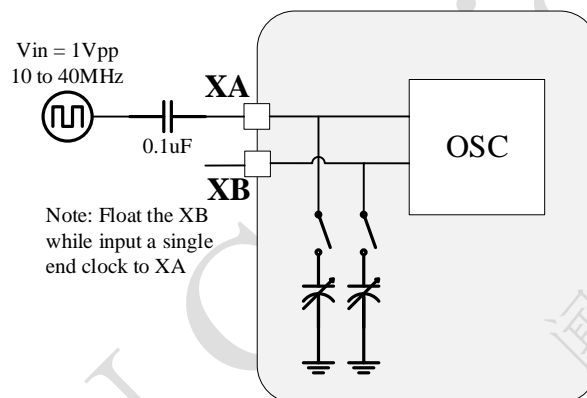 Vin = 1Vpp
10 to 40MHz
XA
0.1uF
OSC
XB
Note: Float the XB
while input a single
end clock to XA